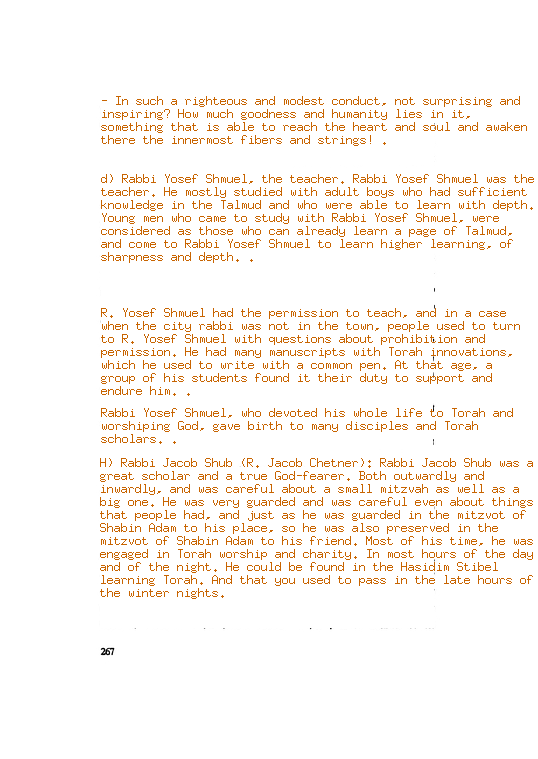 - In such a righteous and modest conduct, not surprising and
inspiring? How much goodness and humanity lies in it,
something that is able to reach the heart and soul and awaken
there the innermost fibers and strings! .
d) Rabbi Yosef Shmuel, the teacher. Rabbi Yosef Shmuel was the
teacher. He mostly studied with adult boys who had sufficient
knowledge in the Talmud and who were able to learn with depth.
Young men who came to study with Rabbi Yosef Shmuel, were
considered as those who can already learn a page of Talmud,
and come to Rabbi Yosef Shmuel to learn higher learning, of
sharpness and depth. .
R. Yosef Shmuel had the permission to teach, and in a case
when the city rabbi was not in the town, people used to turn
to R. Yosef Shmuel with questions about prohibition and
permission. He had many manuscripts with Torah innovations,
which he used to write with a common pen. At that age, a
group of his students found it their duty to support and
endure him. .
Rabbi Yosef Shmuel, who devoted his whole life to Torah and
worshiping God, gave birth to many disciples and Torah
scholars. .
H) Rabbi Jacob Shub (R. Jacob Chetner): Rabbi Jacob Shub was a
great scholar and a true God-fearer. Both outwardly and
inwardly, and was careful about a small mitzvah as well as a
big one. He was very guarded and was careful even about things
that people had, and just as he was guarded in the mitzvot of
Shabin Adam to his place, so he was also preserved in the
mitzvot of Shabin Adam to his friend. Most of his time, he was
engaged in Torah worship and charity. In most hours of the day
and of the night. He could be found in the Hasidim Stibel
learning Torah. And that you used to pass in the late hours of
the winter nights.
267